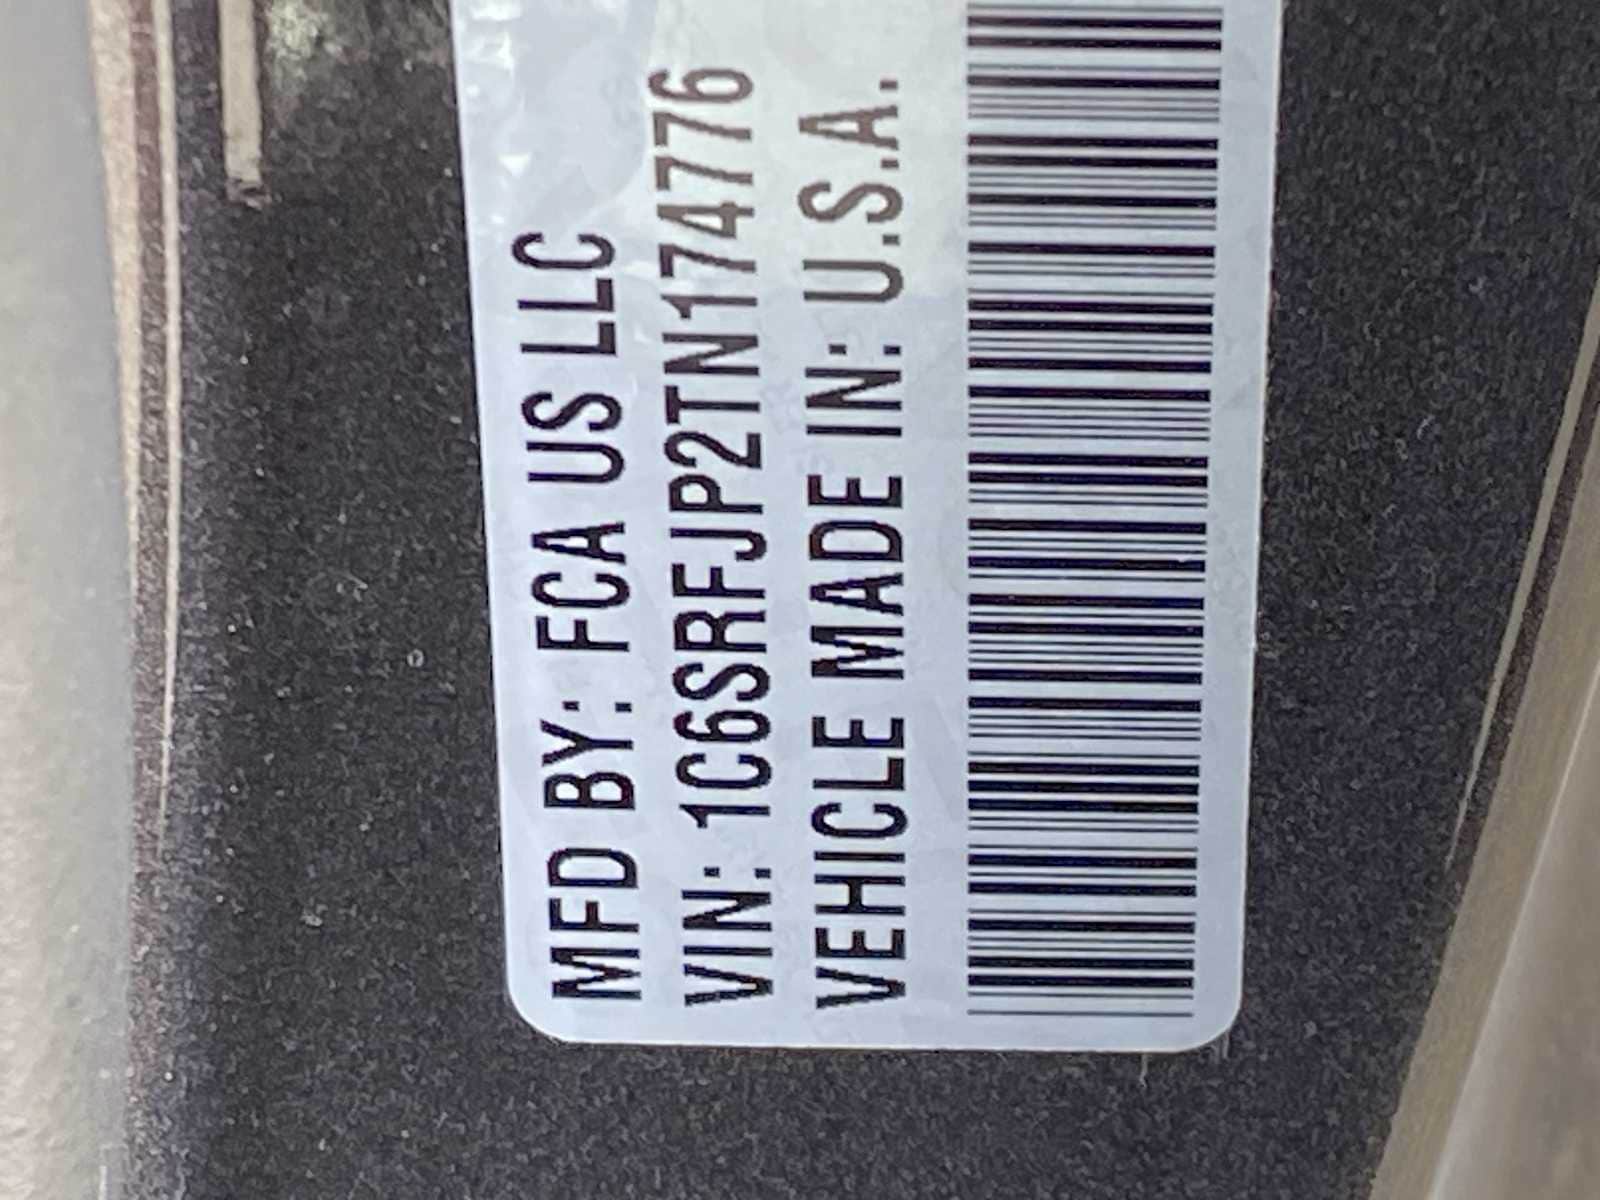 MFD BY: FCA US LLC
VIN: 1C6SRFJP2TN174776
VEHICLE MADE IN: U.S.A.